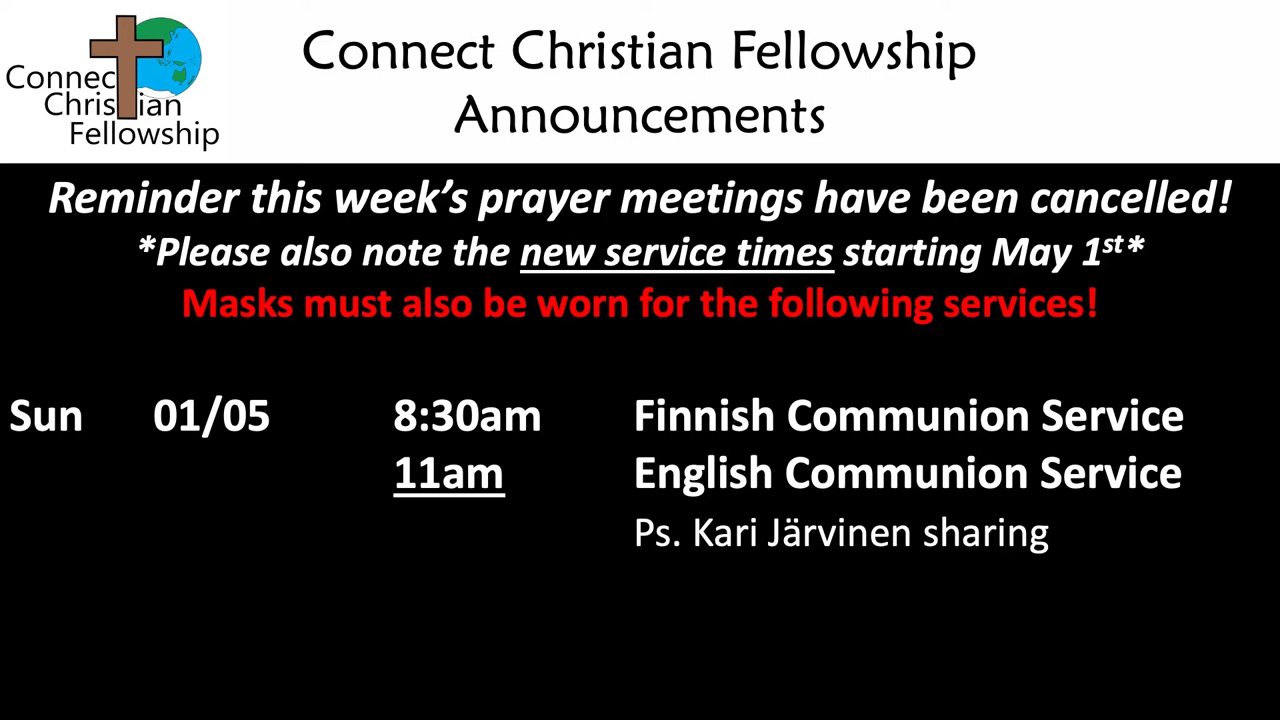 Connect
Christian
Fellowship
Connect Christian Fellowship
Announcements
Reminder this week’s prayer meetings have been cancelled!
*Please also note the new service times starting May 1st*
Masks must also be worn for the following services!
Sun 01/05 8:30am Finnish Communion Service
11am English Communion Service
Ps. Kari Järvinen sharing